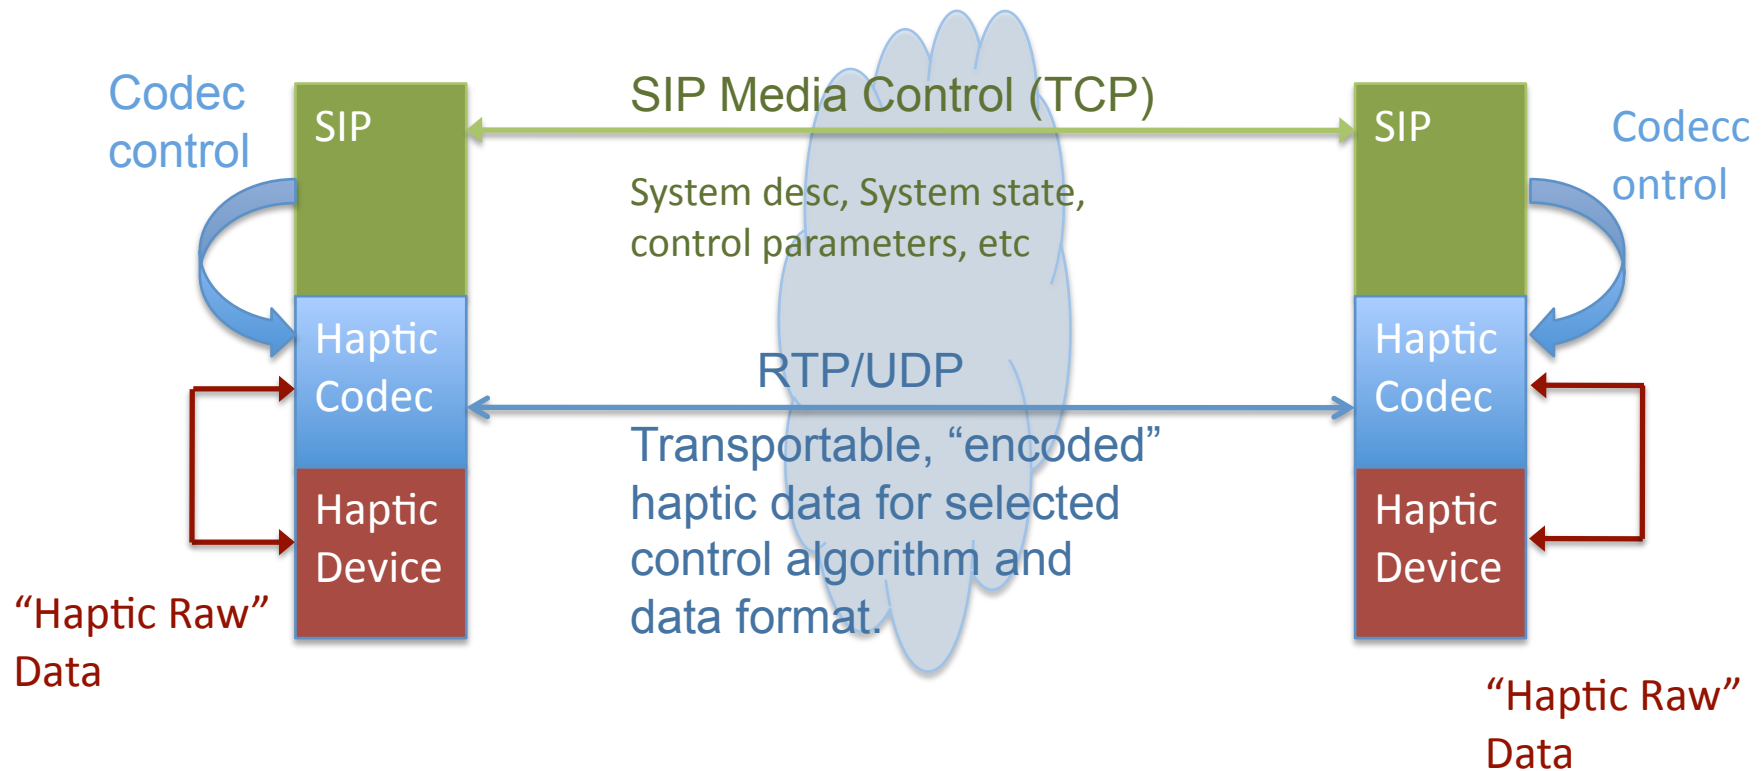 Codec
control
SIP
Haptic
Codec
Haptic
Device
“Haptic Raw”
Data
SIP Media Control (TCP)
System desc, System state,
control parameters, etc
RTP/UDP
Transportable, “encoded”
haptic data for selected
control algorithm and
data format.
SIP
Haptic
Codec
Haptic
Device
Codecc
ontrol
“Haptic Raw”
Data